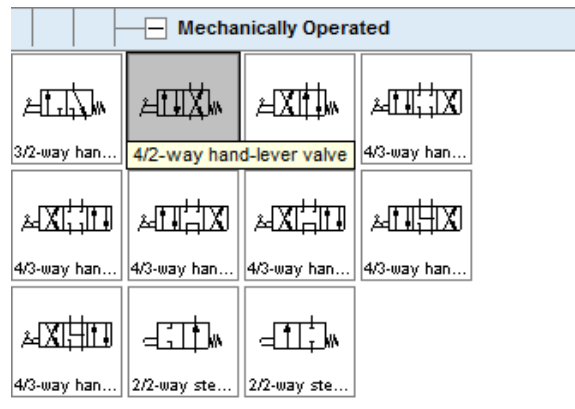 Mechanically Operated
3/2-way han...
4/2-way hand-lever valve
4/3-way han...
4/3-way han...
4/3-way han...
4/3-way han...
4/3-way han...
4/3-way han...
2/2-way ste...
2/2-way ste...